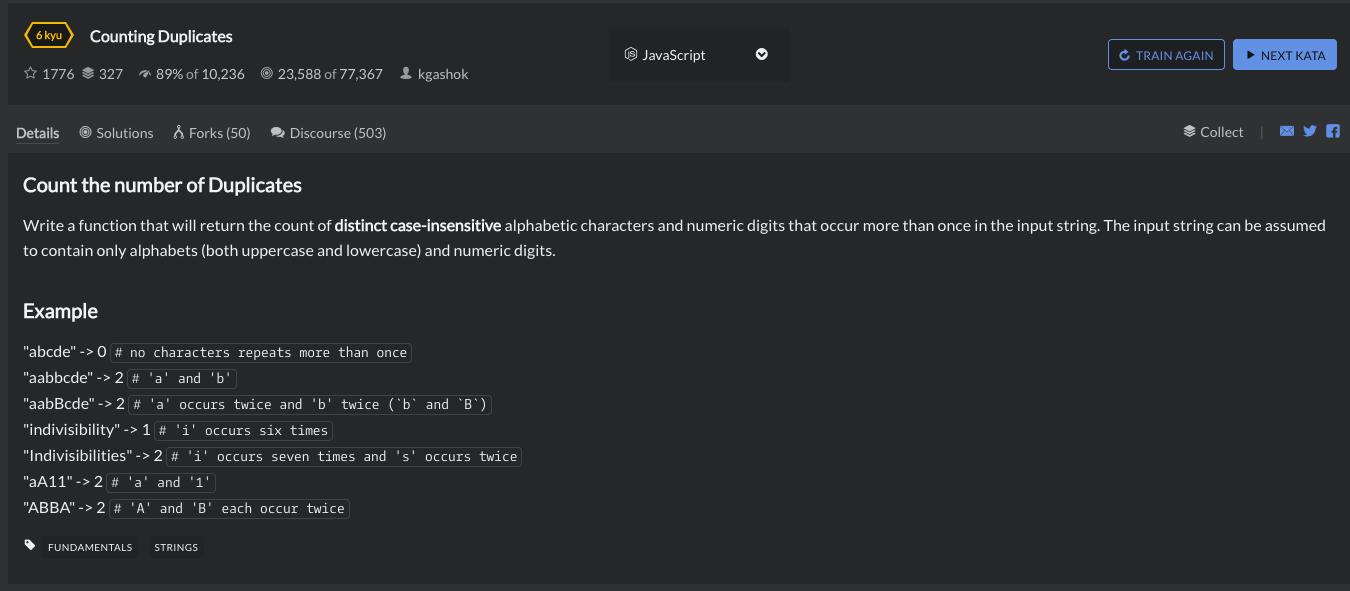 6 kyu Counting Duplicates
JavaScript
TRAIN AGAIN NEXT KATA
1776 327 89% of 10,236 23,588 of 77,367 kgashok
Details Solutions Forks (50) Discourse (503)
Collect |
Count the number of Duplicates
Write a function that will return the count of distinct case-insensitive alphabetic characters and numeric digits that occur more than once in the input string. The input string can be assumed
to contain only alphabets (both uppercase and lowercase) and numeric digits.
Example
"abcde" -> 0 # no characters repeats more than once
"aabbcde" -> 2 # 'a' and 'b'
"aabBcde" -> 2 # 'a' occurs twice and 'b' twice (`b` and `B`)
"indivisibility" -> 1 # 'i' occurs six times
"Indivisibilities" -> 2 # 'i' occurs seven times and 's' occurs twice
"aA11" -> 2 # 'a' and '1'
"ABBA" -> 2 # 'A' and 'B' each occur twice
FUNDAMENTALS STRINGS